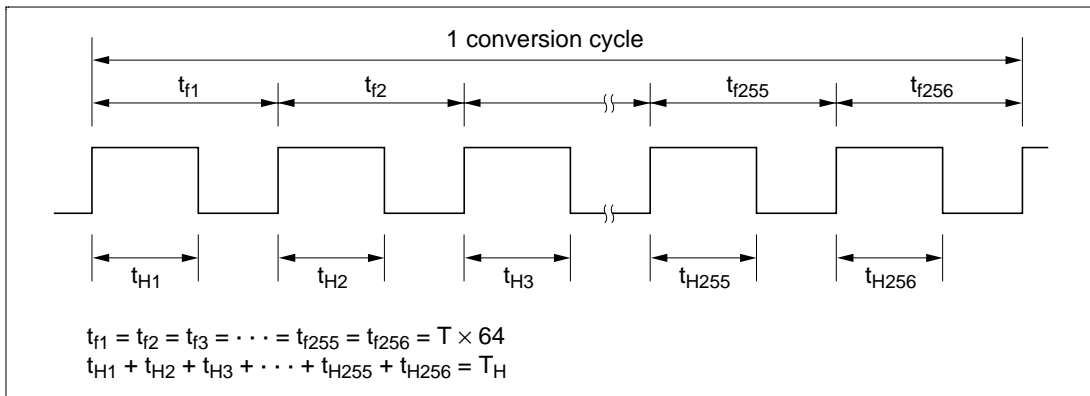 1 conversion cycle
tf1 tf2 tf255 tf256
tH1 tH2 tH3 tH255 tH256
tf1 = tf2 = tf3 = · · · = tf255 = tf256 = T × 64
tH1 + tH2 + tH3 + · · · + tH255 + tH256 = TH